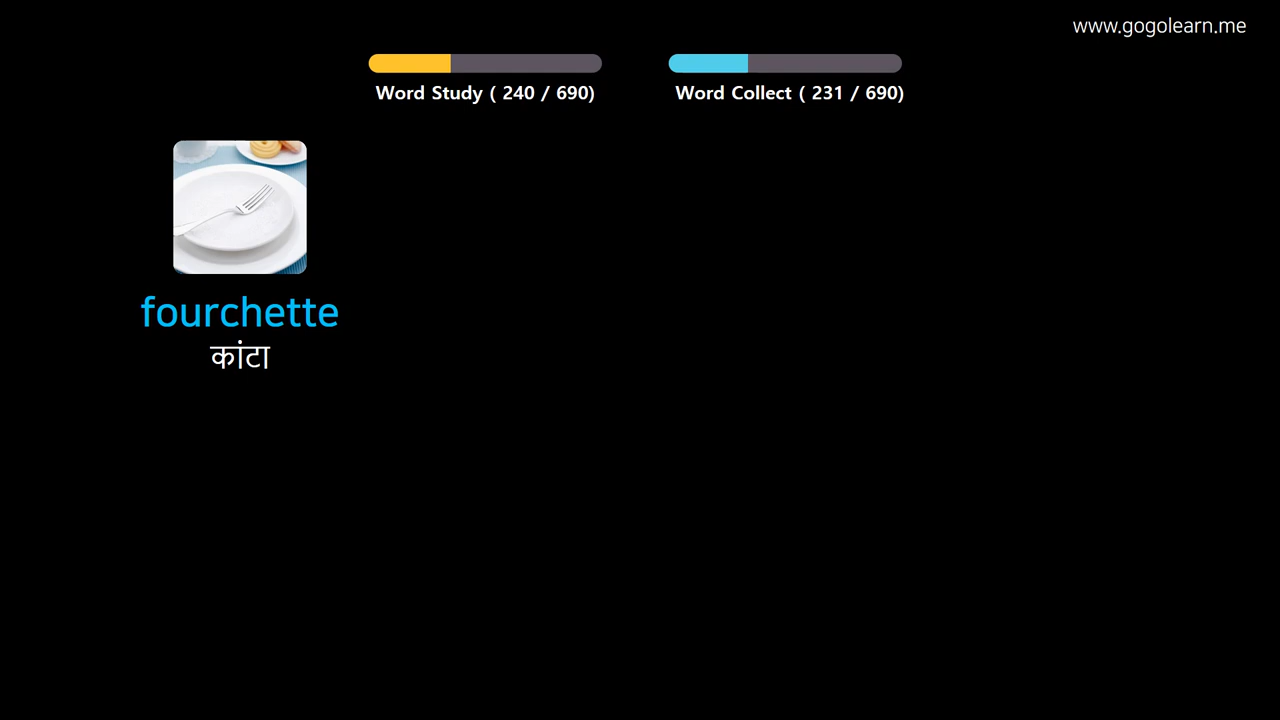 www.gogolearn.me
Word Study ( 240 / 690)
Word Collect ( 231 / 690)
fourchette
कांटा